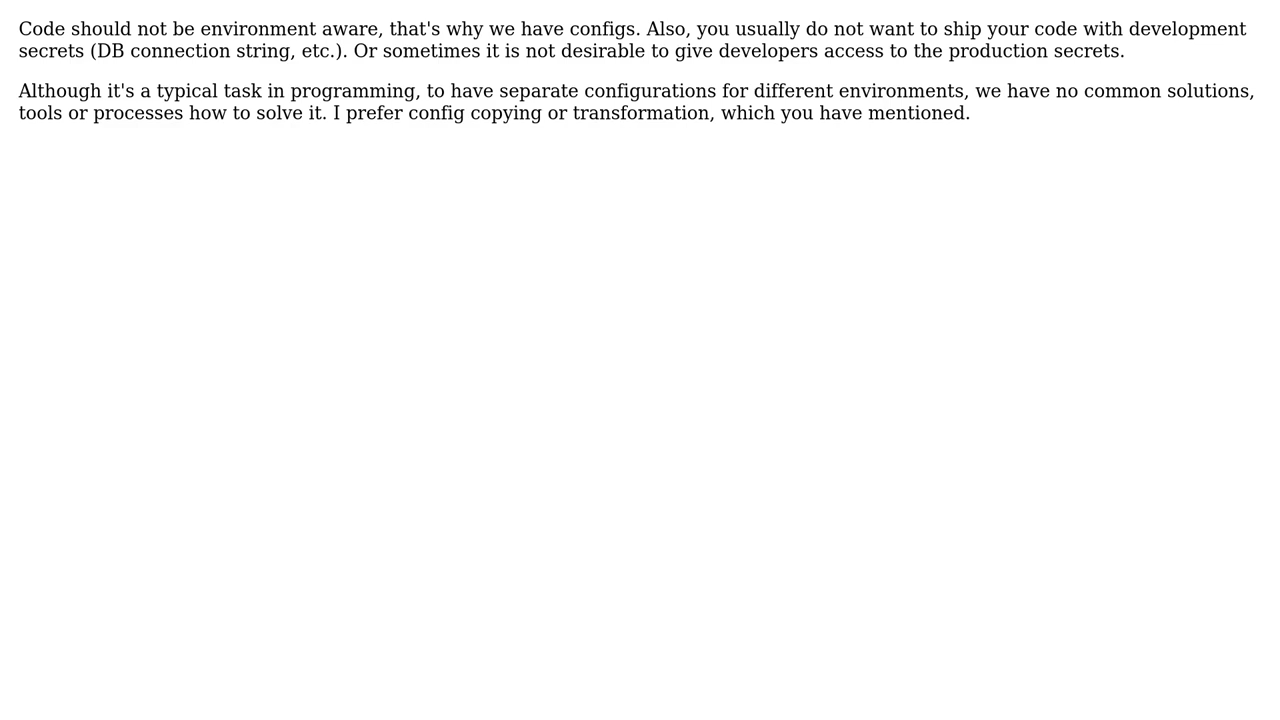 Code should not be environment aware, that's why we have configs. Also, you usually do not want to ship your code with development
secrets (DB connection string, etc.). Or sometimes it is not desirable to give developers access to the production secrets.
Although it's a typical task in programming, to have separate configurations for different environments, we have no common solutions,
tools or processes how to solve it. I prefer config copying or transformation, which you have mentioned.